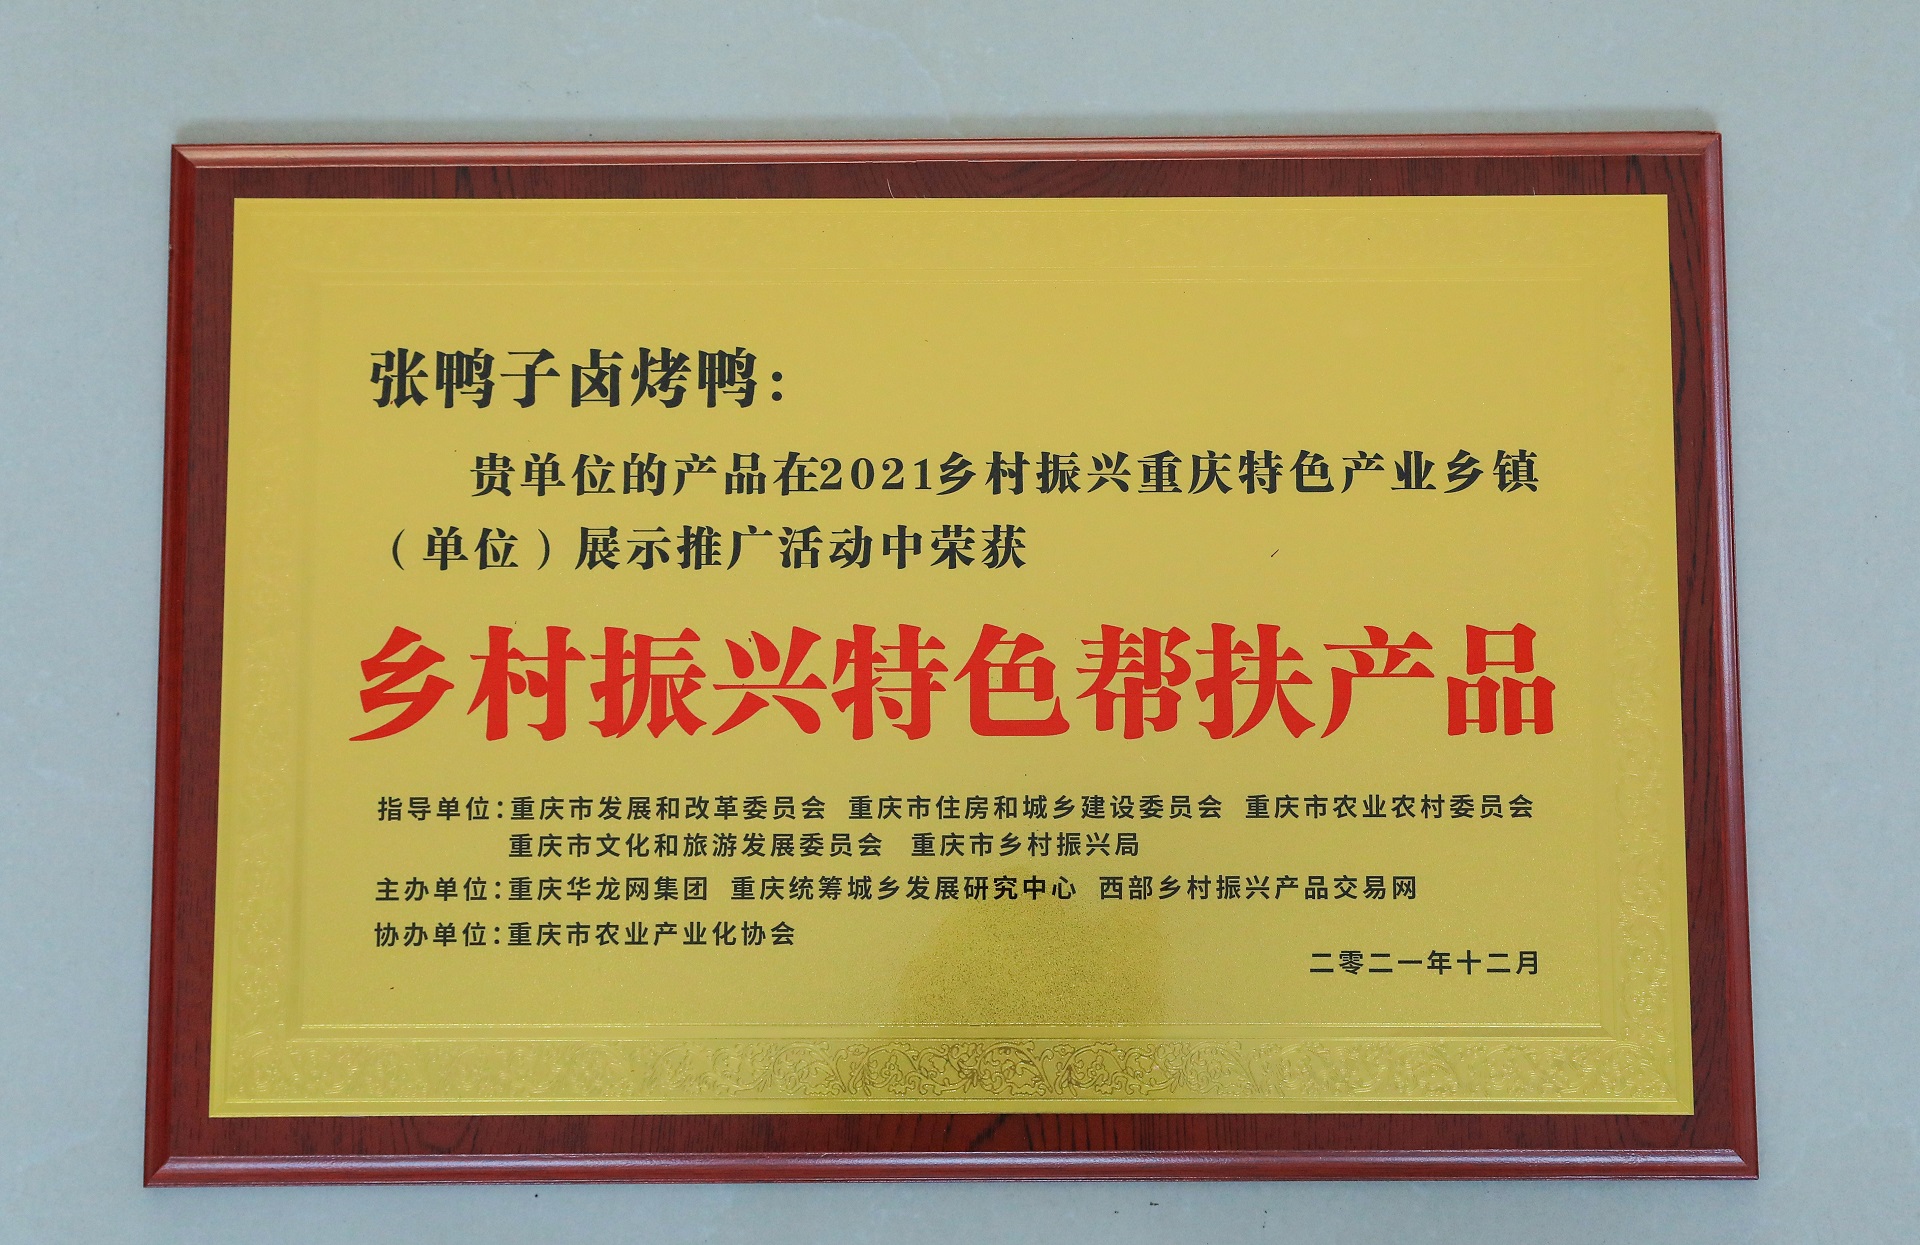 张鸭子卤烤鸭：
贵单位的产品在2021乡村振兴重庆特色产业乡镇
（单位）展示推广活动中荣获
乡村振兴特色帮扶产品
指导单位：重庆市发展和改革委员会 重庆市住房和城乡建设委员会 重庆市农业农村委员会
重庆市文化和旅游发展委员会 重庆市乡村振兴局
主办单位：重庆华龙网集团 重庆统筹城乡发展研究中心 西部乡村振兴产品交易网
协办单位：重庆市农业产业化协会
二零二一年十二月